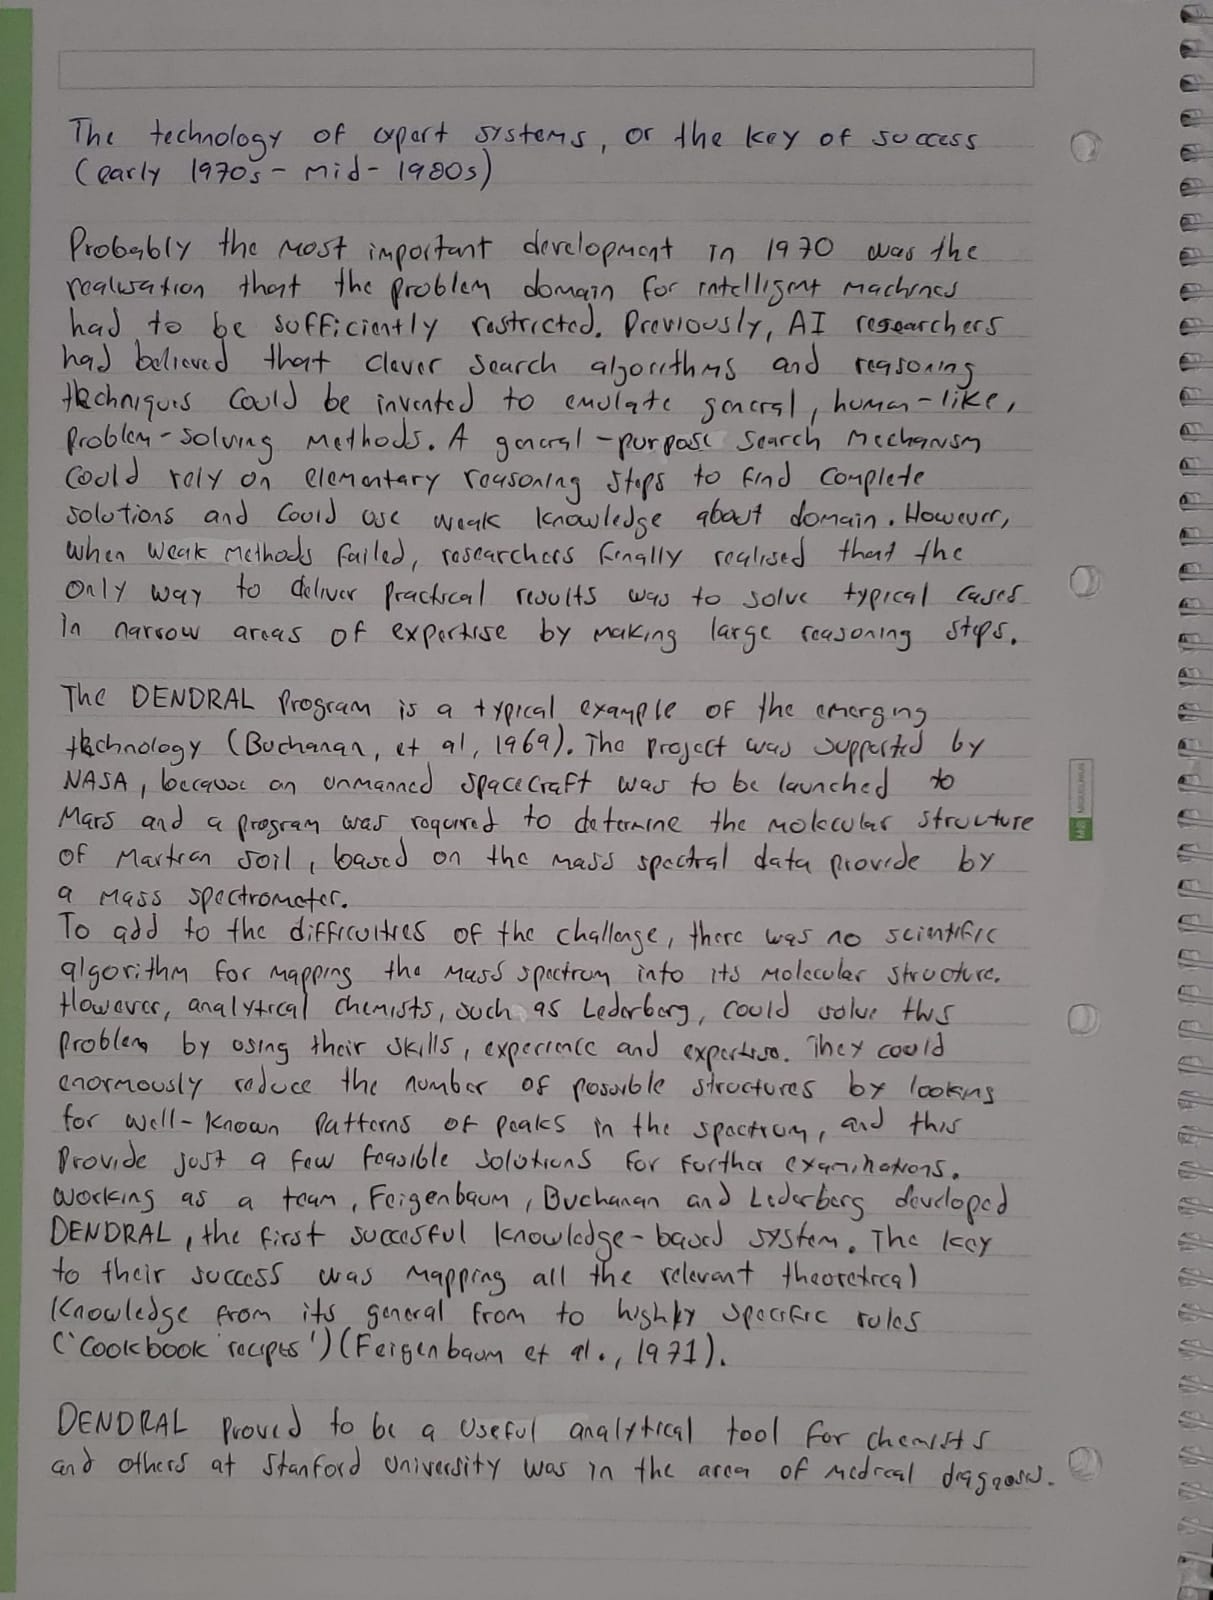 The technology of expert systems, or the key of success
(early 1970s - mid - 1980s)
Probably the most important development in 1970 was the
realisation that the problem domain for intelligent machines
had to be sufficiently restricted. Previously, AI researchers
had believed that clever search algorithms and reasoning
techniques could be invented to emulate general, human-like,
problem-solving methods. A general-purpose search mechanism
could rely on elementary reasoning steps to find complete
solutions and could use weak knowledge about domain. However,
when weak methods failed, researchers finally realised that the
only way to deliver practical results was to solve typical cases
in narrow areas of expertise by making large reasoning steps.
The DENDRAL program is a typical example of the emerging
technology (Buchanan, et al, 1969). The project was supported by
NASA, because an unmanned spacecraft was to be launched to
Mars and a program was required to determine the molecular structure
of Martian soil, based on the mass spectral data provide by
a mass spectrometer.
To add to the difficulties of the challenge, there was no scientific
algorithm for mapping the mass spectrum into its molecular structure.
However, analytical chemists, such as Lederberg, could solve this
problem by using their skills, experience and expertise. They could
enormously reduce the number of possible structures by looking
for well-known patterns of peaks in the spectrum, and this
provide just a few feasible solutions for further examinations.
Working as a team, Feigenbaum, Buchanan and Lederberg developed
DENDRAL, the first succesful knowledge-based system. The key
to their success was mapping all the relevant theoretical
knowledge from its general from to highly specific rules
('Cookbook recipes') (Feigenbaum et al., 1971).
DENDRAL proved to be a useful analytical tool for chemists
and others at Stanford University was in the area of medical diagnosis.